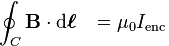 ∮_C 𝐁 · dℓ = μ₀I_enc